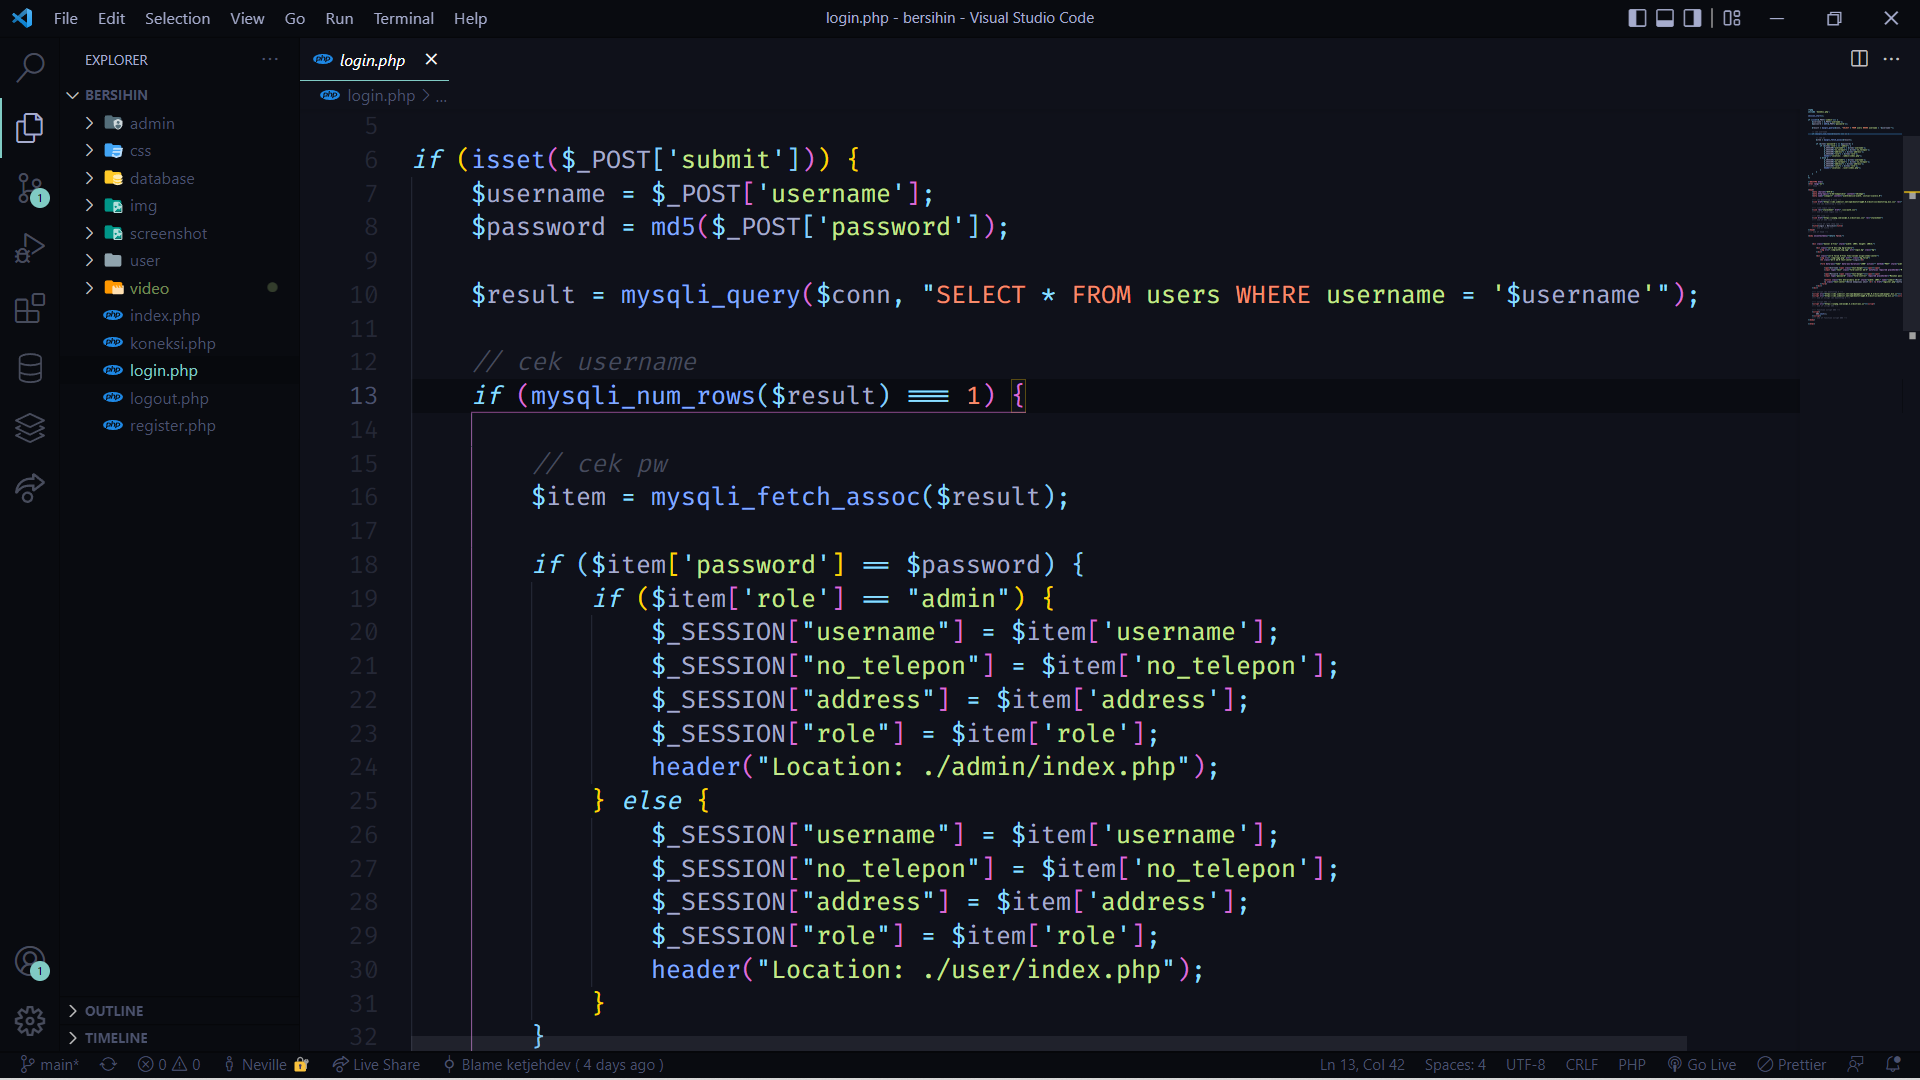 File Edit Selection View Go Run Terminal Help
login.php - bersihin - Visual Studio Code
EXPLORER
BERSIHIN
admin
css
database
img
screenshot
user
video
index.php
koneksi.php
login.php
logout.php
register.php
OUTLINE
TIMELINE
1
1
php login.php
php login.php > ...
5
6 if (isset($_POST['submit'])) {
7 $username = $_POST['username'];
8 $password = md5($_POST['password']);
9
10 $result = mysqli_query($conn, "SELECT * FROM users WHERE username = '$username'");
11
12 // cek username
13 if (mysqli_num_rows($result) === 1) {
14
15 // cek pw
16 $item = mysqli_fetch_assoc($result);
17
18 if ($item['password'] == $password) {
19 if ($item['role'] == "admin") {
20 $_SESSION["username"] = $item['username'];
21 $_SESSION["no_telepon"] = $item['no_telepon'];
22 $_SESSION["address"] = $item['address'];
23 $_SESSION["role"] = $item['role'];
24 header("Location: ./admin/index.php");
25 } else {
26 $_SESSION["username"] = $item['username'];
27 $_SESSION["no_telepon"] = $item['no_telepon'];
28 $_SESSION["address"] = $item['address'];
29 $_SESSION["role"] = $item['role'];
30 header("Location: ./user/index.php");
31 }
32 }
main* 0 0 Neville Live Share Blame ketjehdev ( 4 days ago ) Ln 13, Col 42 Spaces: 4 UTF-8 CRLF PHP Go Live Prettier